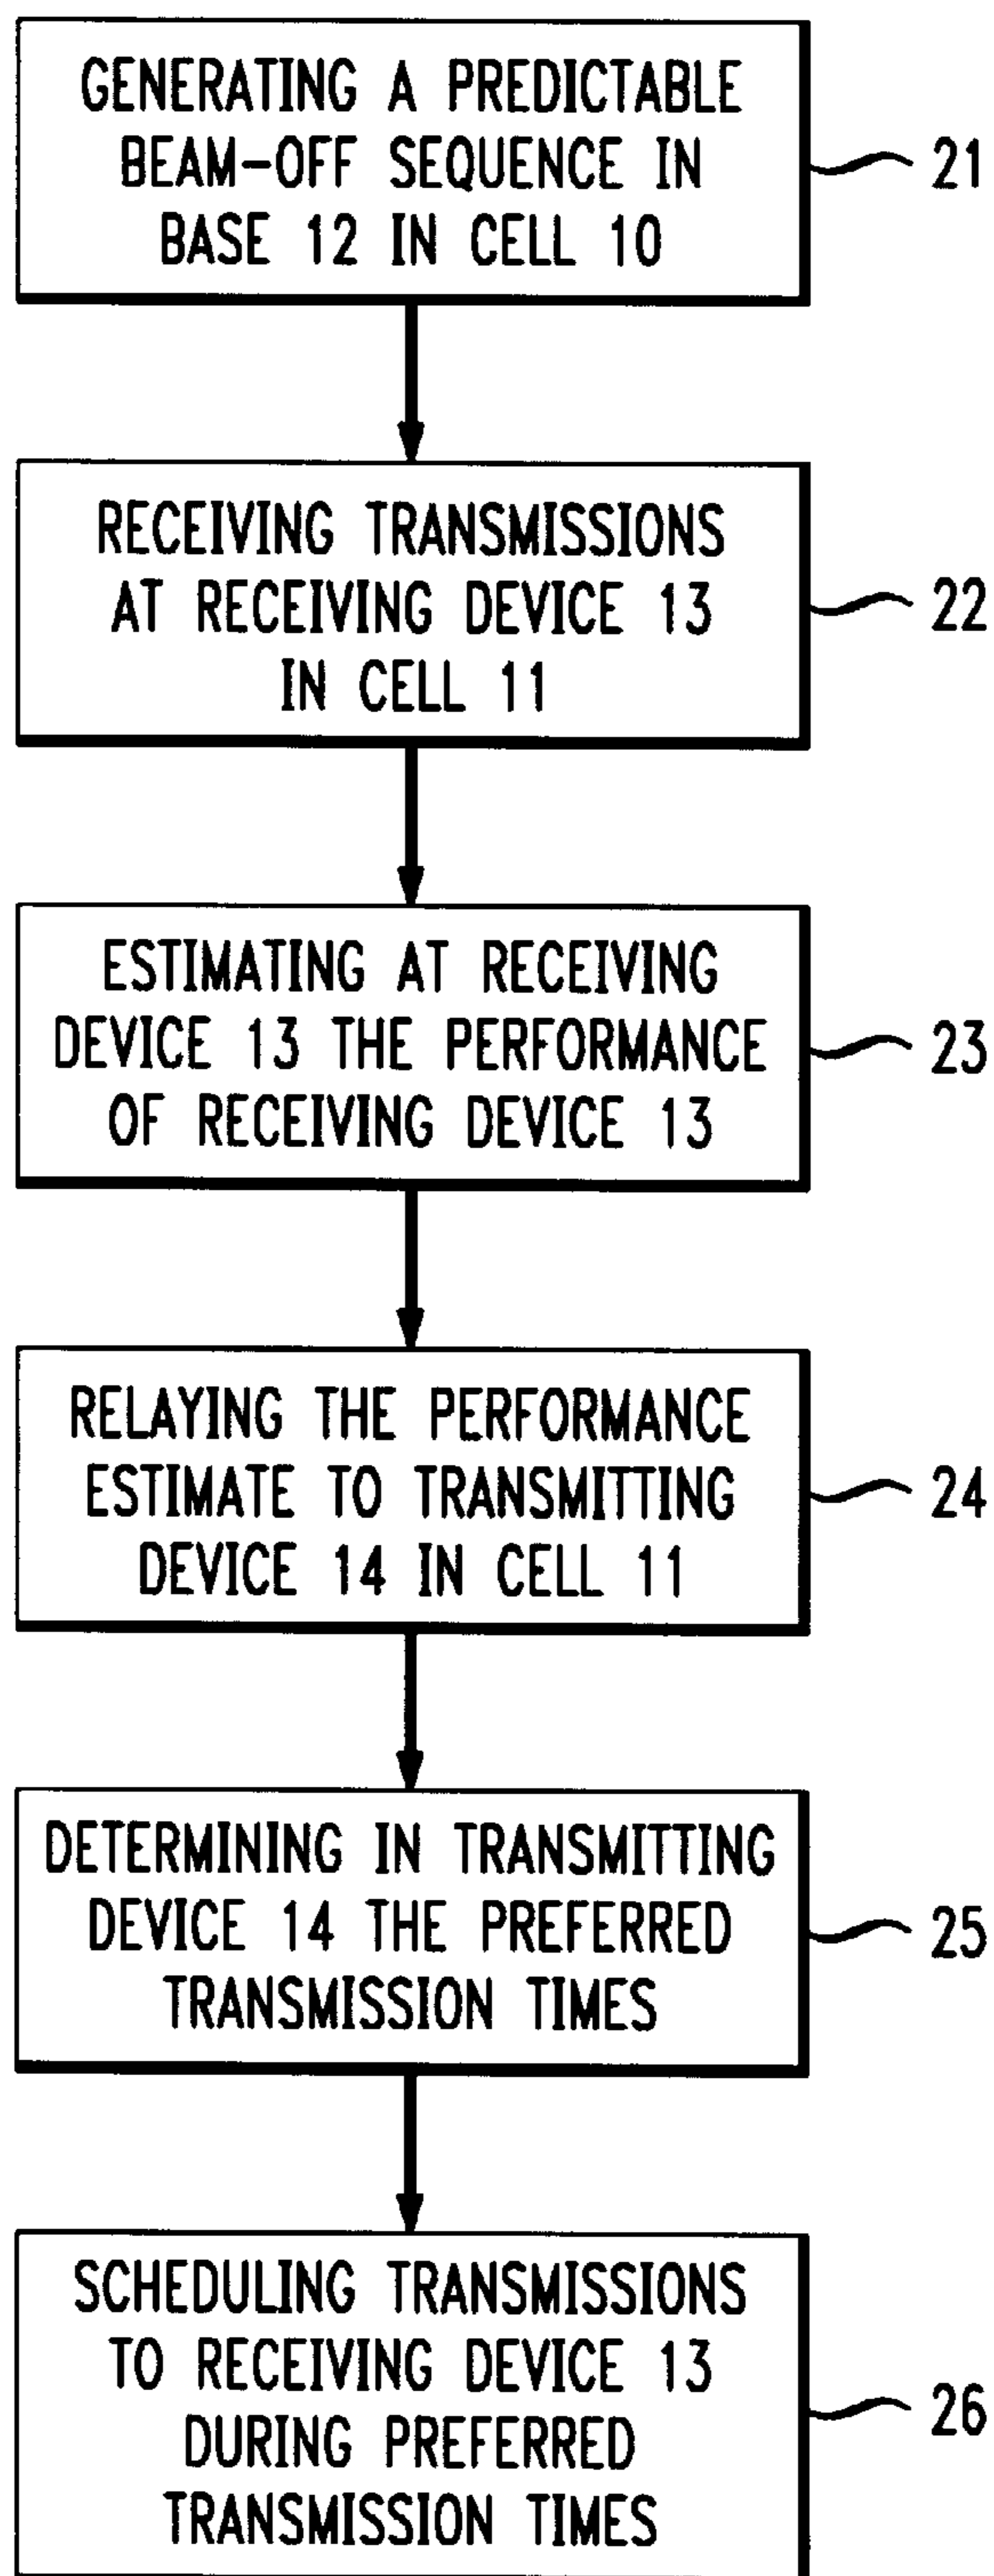 GENERATING A PREDICTABLE
BEAM-OFF SEQUENCE IN
BASE 12 IN CELL 10
21
RECEIVING TRANSMISSIONS
AT RECEIVING DEVICE 13
IN CELL 11
22
ESTIMATING AT RECEIVING
DEVICE 13 THE PERFORMANCE
OF RECEIVING DEVICE 13
23
RELAYING THE PERFORMANCE
ESTIMATE TO TRANSMITTING
DEVICE 14 IN CELL 11
24
DETERMINING IN TRANSMITTING
DEVICE 14 THE PREFERRED
TRANSMISSION TIMES
25
SCHEDULING TRANSMISSIONS
TO RECEIVING DEVICE 13
DURING PREFERRED
TRANSMISSION TIMES
26